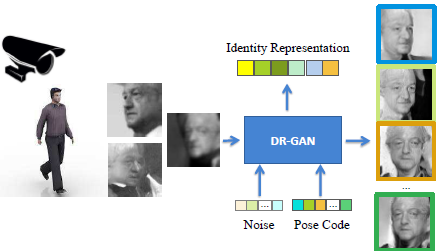 Identity Representation
DR-GAN
...
...
...
Noise
Pose Code